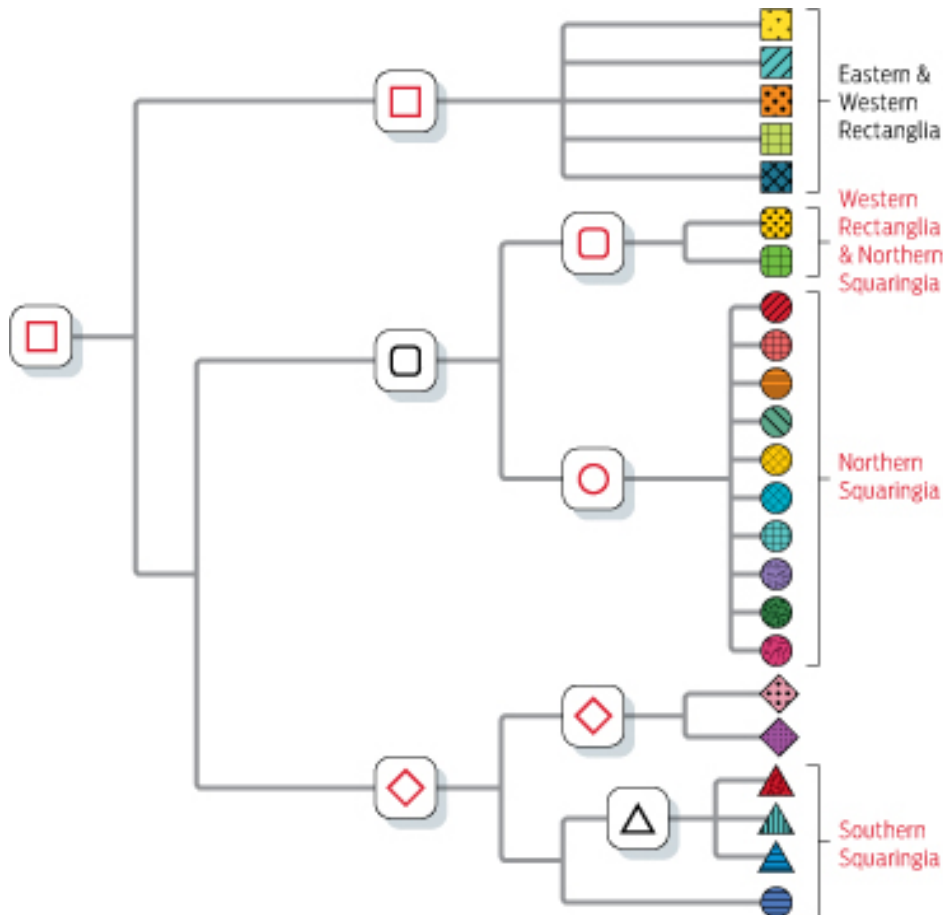 Eastern &
Western
Rectanglia
Western
Rectanglia
& Northern
Squaringia
Northern
Squaringia
Southern
Squaringia